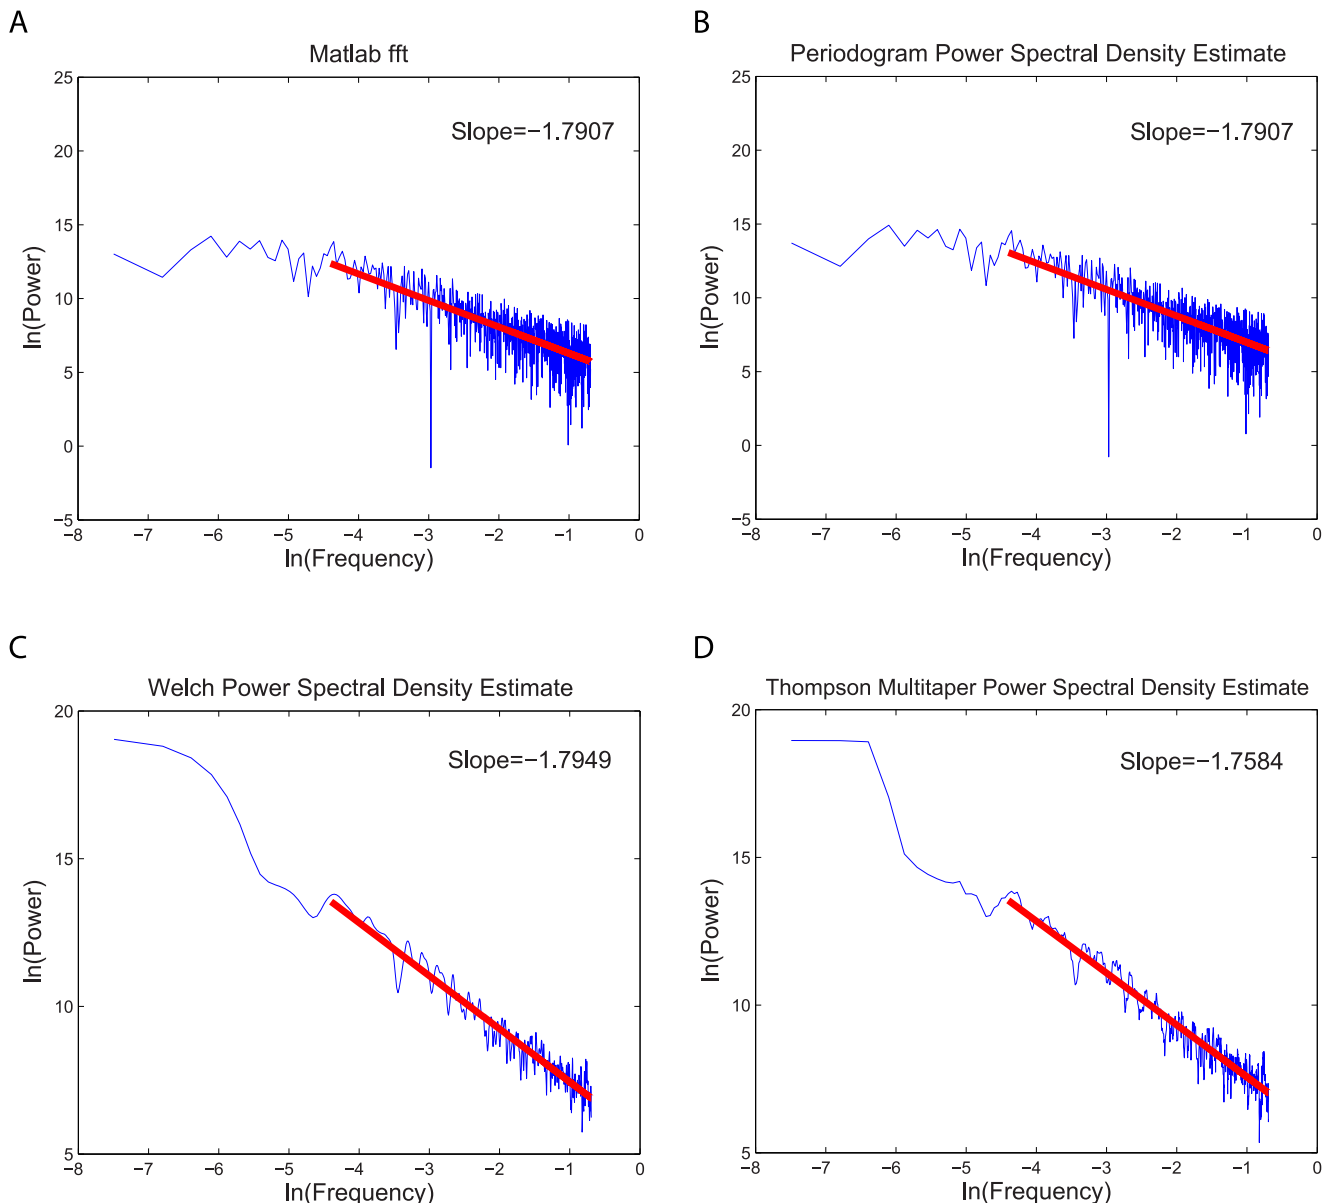 A
Matlab fft
25
20
15
10
5
0
−5
Slope=−1.7907
ln(Power)
−8 −7 −6 −5 −4 −3 −2 −1 0
ln(Frequency)
B
Periodogram Power Spectral Density Estimate
25
20
15
10
5
0
−5
Slope=−1.7907
ln(Power)
−8 −7 −6 −5 −4 −3 −2 −1 0
ln(Frequency)
C
Welch Power Spectral Density Estimate
20
15
10
5
Slope=−1.7949
ln(Power)
−8 −7 −6 −5 −4 −3 −2 −1 0
ln(Frequency)
D
Thompson Multitaper Power Spectral Density Estimate
20
15
10
5
Slope=−1.7584
ln(Power)
−8 −7 −6 −5 −4 −3 −2 −1 0
ln(Frequency)